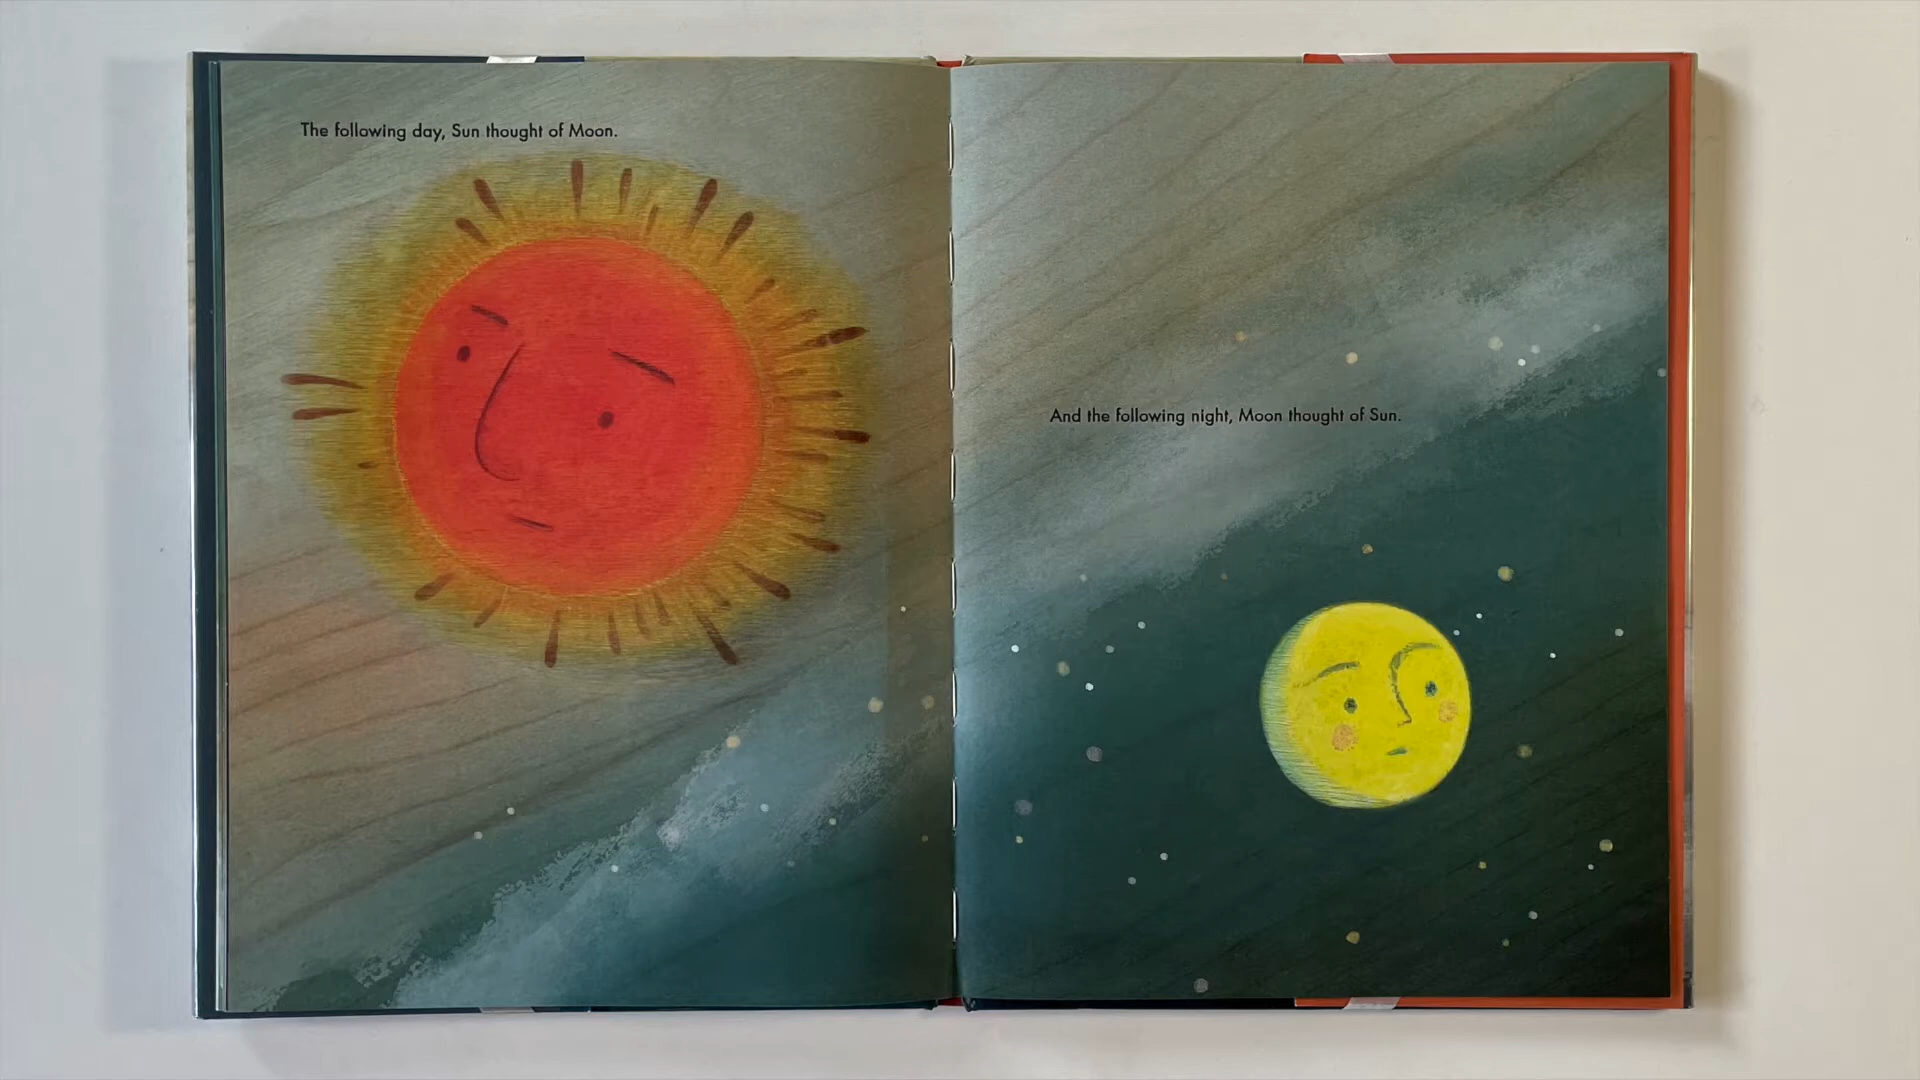 The following day, Sun thought of Moon.
And the following night, Moon thought of Sun.